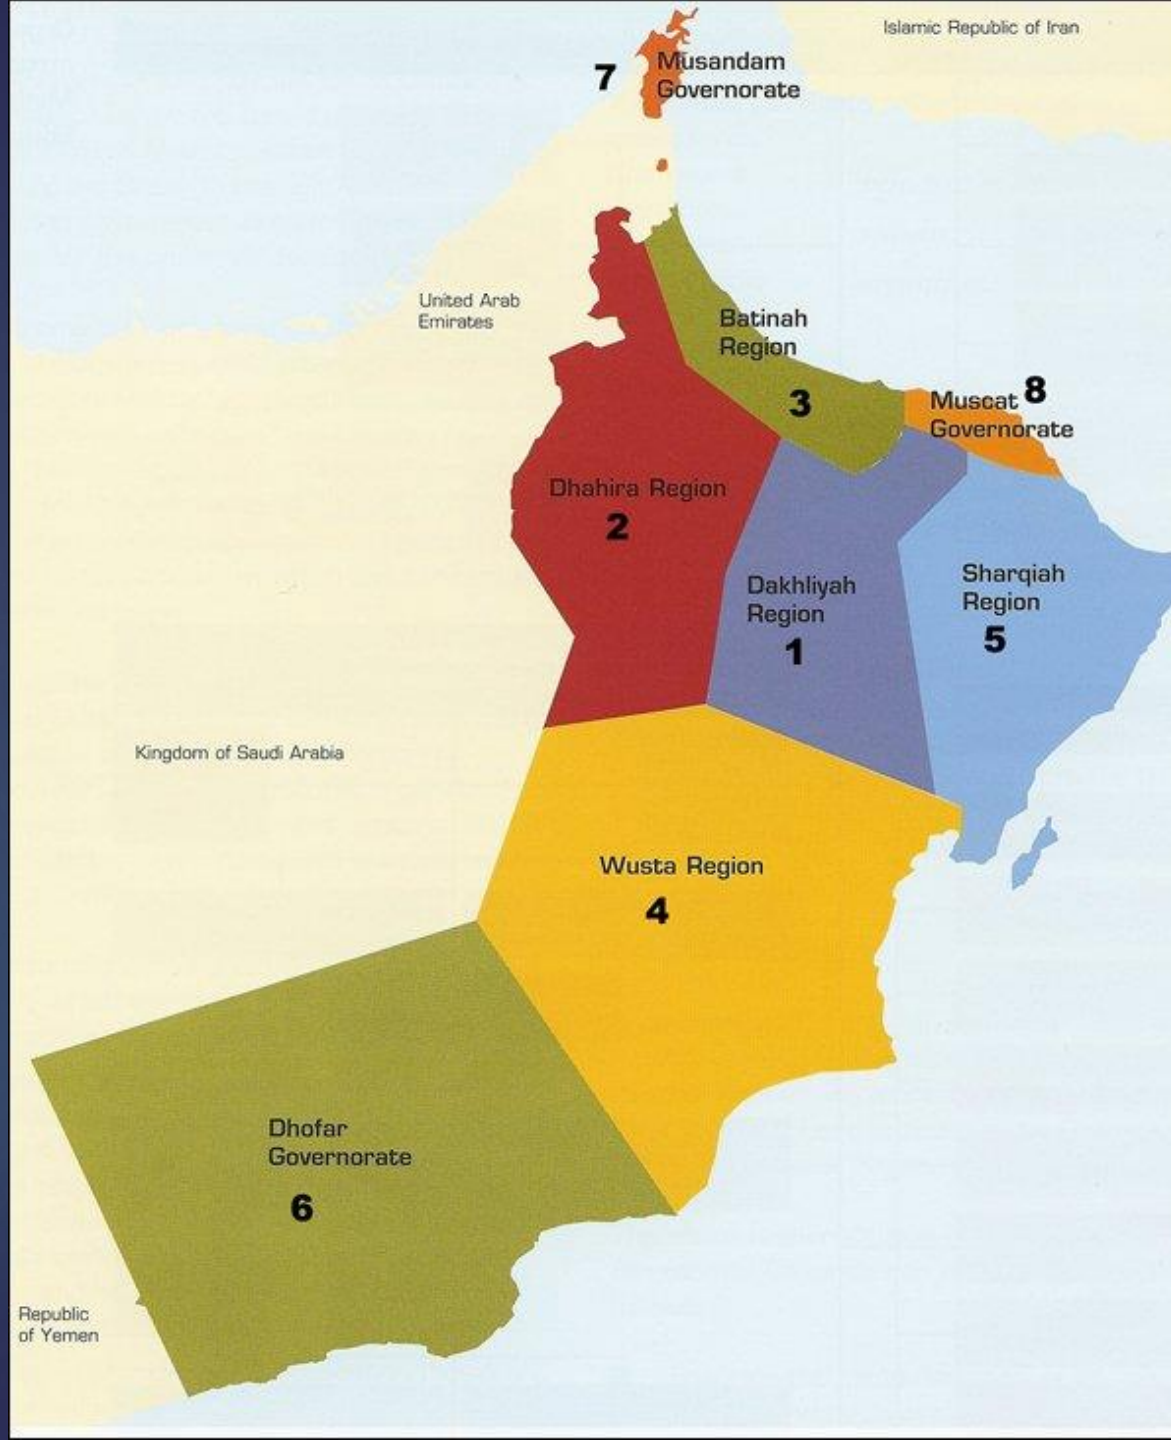 Islamic Republic of Iran
7
Musandam
Governorate
United Arab
Emirates
Batinah
Region
3
8
Muscat
Governorate
Dhahira Region
2
Dakhliyah
Region
1
Sharqiah
Region
5
Kingdom of Saudi Arabia
Wusta Region
4
Dhofar
Governorate
6
Republic
of Yemen